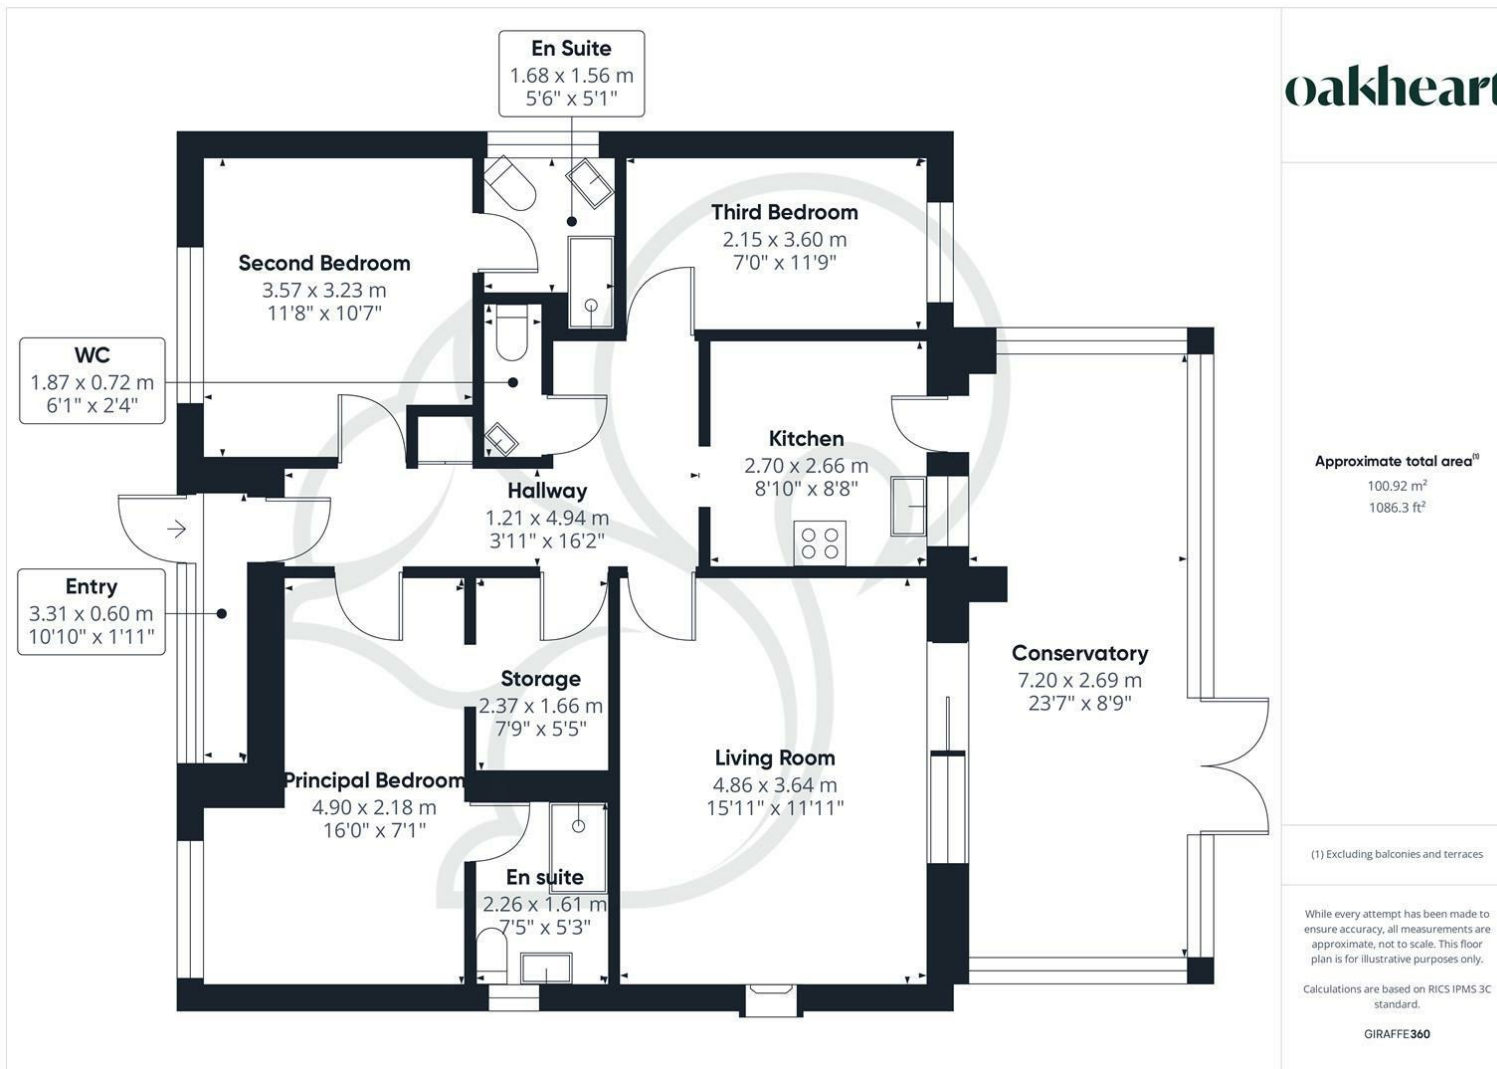 En Suite
1.68 x 1.56 m
5'6" x 5'1"
Third Bedroom
2.15 x 3.60 m
7'0" x 11'9"
Second Bedroom
3.57 x 3.23 m
11'8" x 10'7"
WC
1.87 x 0.72 m
6'1" x 2'4"
Kitchen
2.70 x 2.66 m
8'10" x 8'8"
Hallway
1.21 x 4.94 m
3'11" x 16'2"
Entry
3.31 x 0.60 m
10'10" x 1'11"
Storage
2.37 x 1.66 m
7'9" x 5'5"
Conservatory
7.20 x 2.69 m
23'7" x 8'9"
Principal Bedroom
4.90 x 2.18 m
16'0" x 7'1"
Living Room
4.86 x 3.64 m
15'11" x 11'11"
En suite
2.26 x 1.61 m
7'5" x 5'3"
oakheart
Approximate total area(1)
100.92 m²
1086.3 ft²
(1) Excluding balconies and terraces
While every attempt has been made to
ensure accuracy, all measurements are
approximate, not to scale. This floor
plan is for illustrative purposes only.
Calculations are based on RICS IPMS 3C
standard.
GIRAFFE360